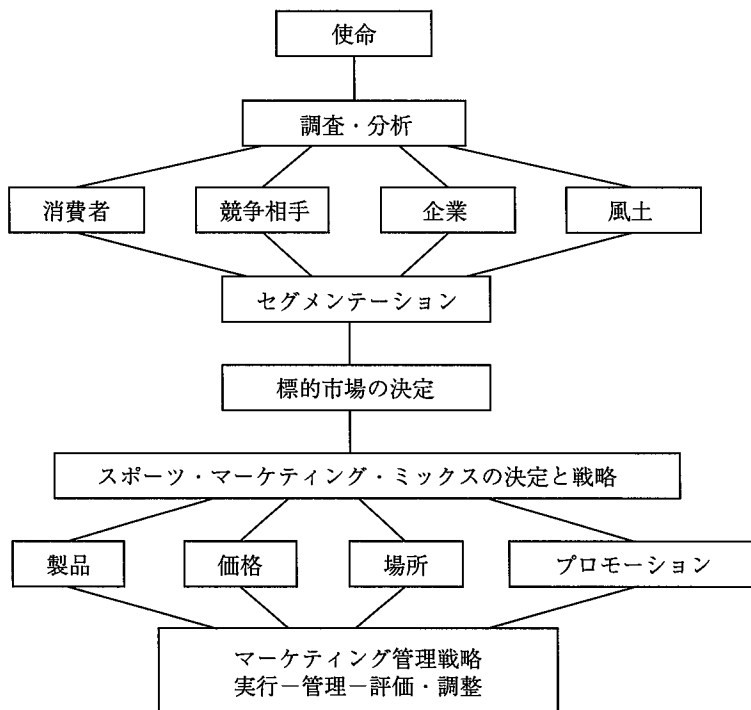 使命
調査・分析
消費者
競争相手
企業
風土
セグメンテーション
標的市場の決定
スポーツ・マーケティング・ミックスの決定と戦略
製品
価格
場所
プロモーション
マーケティング管理戦略
実行－管理－評価・調整